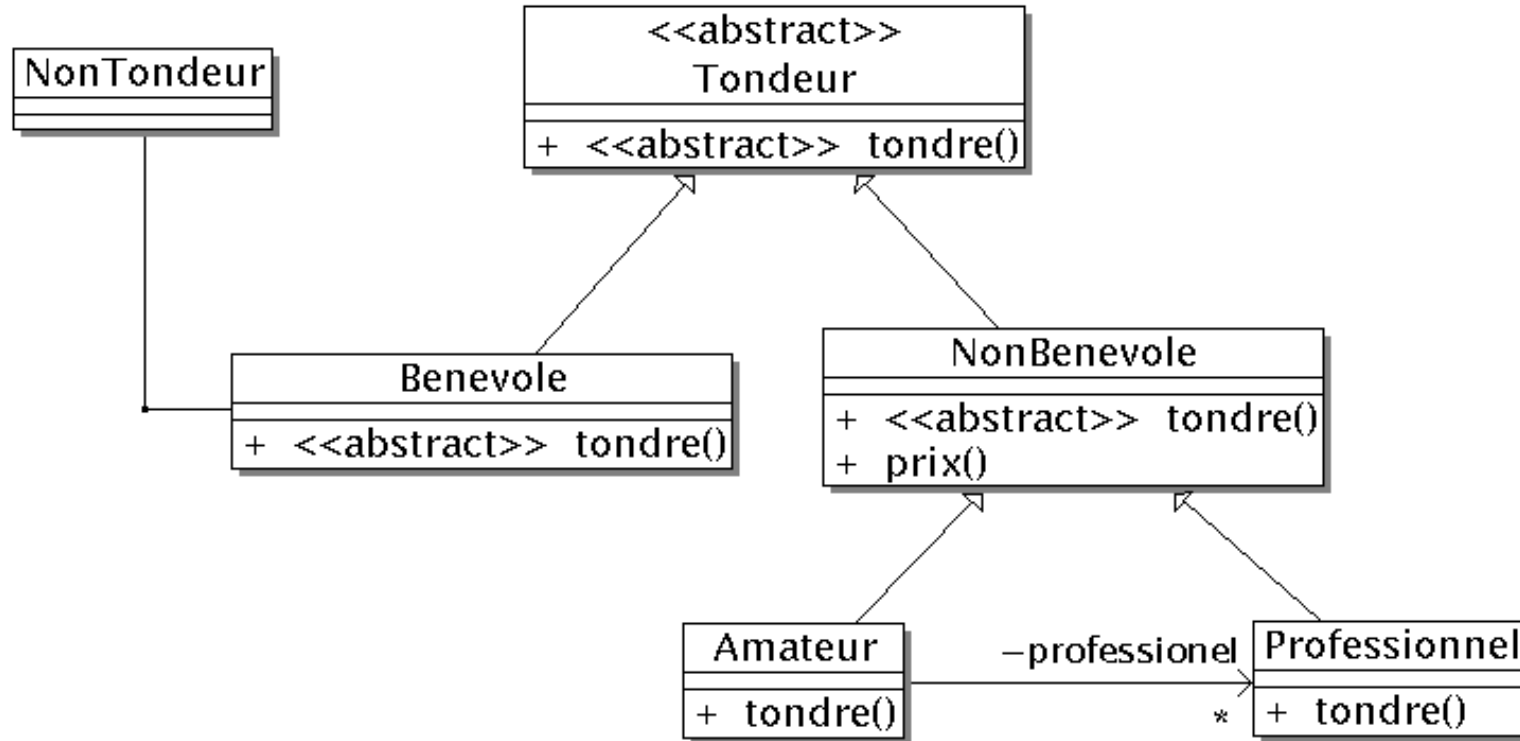 NonTondeur
<<abstract>>
Tondeur
+ <<abstract>> tondre()
Benevole
+ <<abstract>> tondre()
NonBenevole
+ <<abstract>> tondre()
+ prix()
Amateur
+ tondre()
−professionel
*
Professionnel
+ tondre()